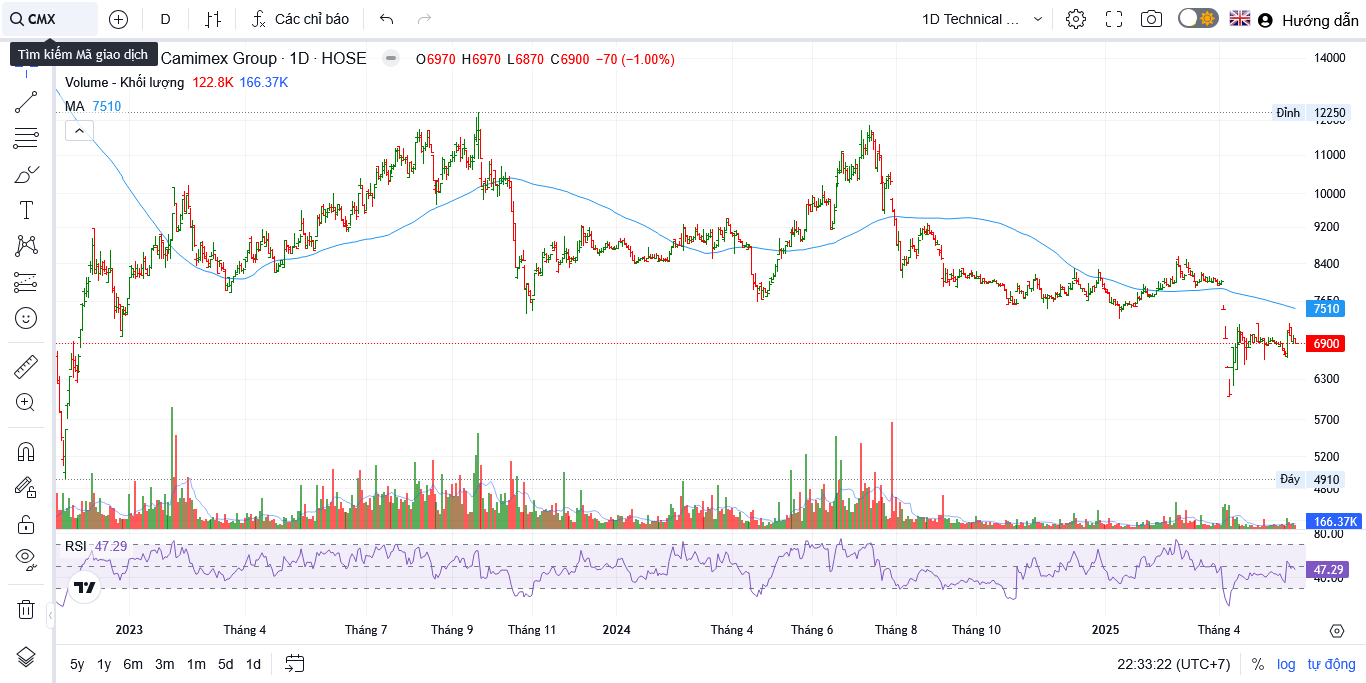 CMX
D
Các chỉ báo
1D Technical ...
Hướng dẫn
Tìm kiếm Mã giao dịch
Camimex Group · 1D · HOSE
O6970 H6970 L6870 C6900 −70 (−1.00%)
Volume - Khối lượng 122.8K 166.37K
MA 7510
14000
Đỉnh 12250
12000
11000
10000
9200
8400
7650
7510
6900
6300
5700
5200
Đáy 4910
4800
166.37K
80.00
RSI 47.29
47.29
40.00
2023 Tháng 4 Tháng 7 Tháng 9 Tháng 11 2024 Tháng 4 Tháng 6 Tháng 8 Tháng 10 2025 Tháng 4
5y 1y 6m 3m 1m 5d 1d
22:33:22 (UTC+7) % log tự động